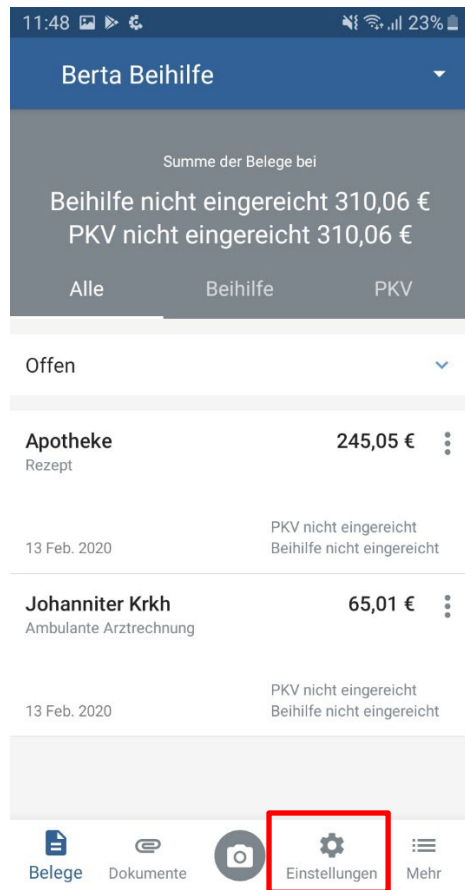 11:48 23%
Berta Beihilfe
Summe der Belege bei
Beihilfe nicht eingereicht 310,06 €
PKV nicht eingereicht 310,06 €
Alle Beihilfe PKV
Offen
Apotheke 245,05 €
Rezept
PKV nicht eingereicht
13 Feb. 2020 Beihilfe nicht eingereicht
Johanniter Krkh 65,01 €
Ambulante Arztrechnung
PKV nicht eingereicht
13 Feb. 2020 Beihilfe nicht eingereicht
Belege Dokumente Einstellungen Mehr